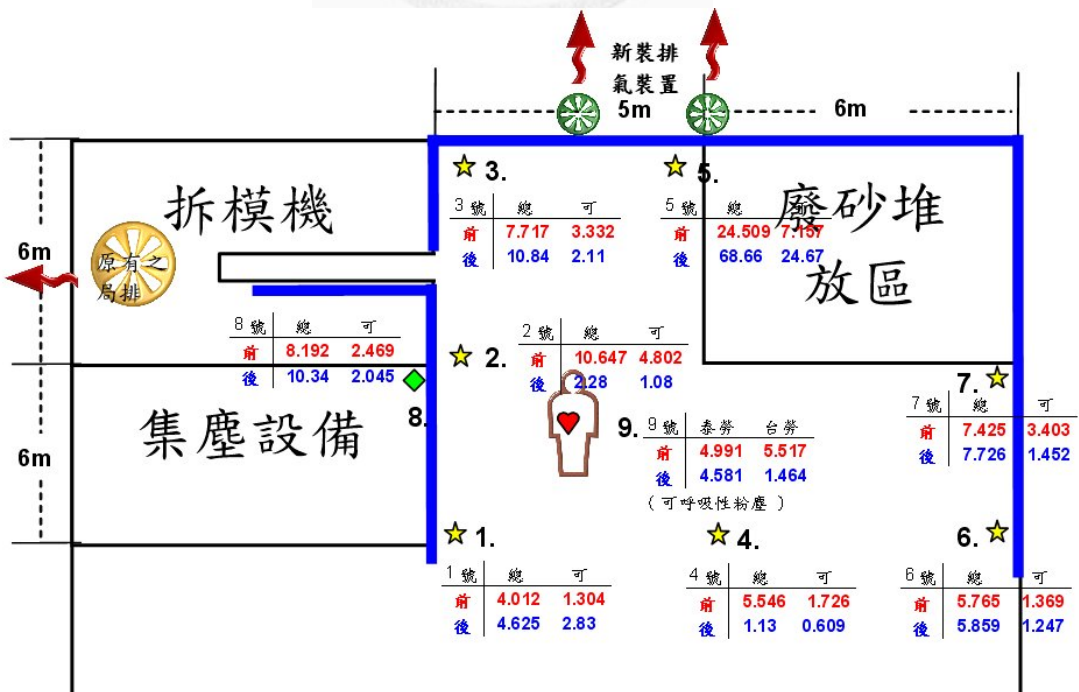 新裝排
氣裝置
5m
6m
拆模機
原有之
局排
6m
6m
集塵設備
廢砂堆
放區
3.
3號 總 可
前 7.717 3.332
後 10.84 2.11
5.
5號 總
前 24.509 7.157
後 68.66 24.67
8號 總 可
前 8.192 2.469
後 10.34 2.045
8.
2.
2號 總 可
前 10.647 4.802
後 2.28 1.08
9.
9號 泰勞 台勞
前 4.991 5.517
後 4.581 1.464
(可呼吸性粉塵)
7.
7號 總 可
前 7.425 3.403
後 7.726 1.452
1.
1號 總 可
前 4.012 1.304
後 4.625 2.83
4.
4號 總 可
前 5.546 1.726
後 1.13 0.609
6.
6號 總 可
前 5.765 1.369
後 5.859 1.247